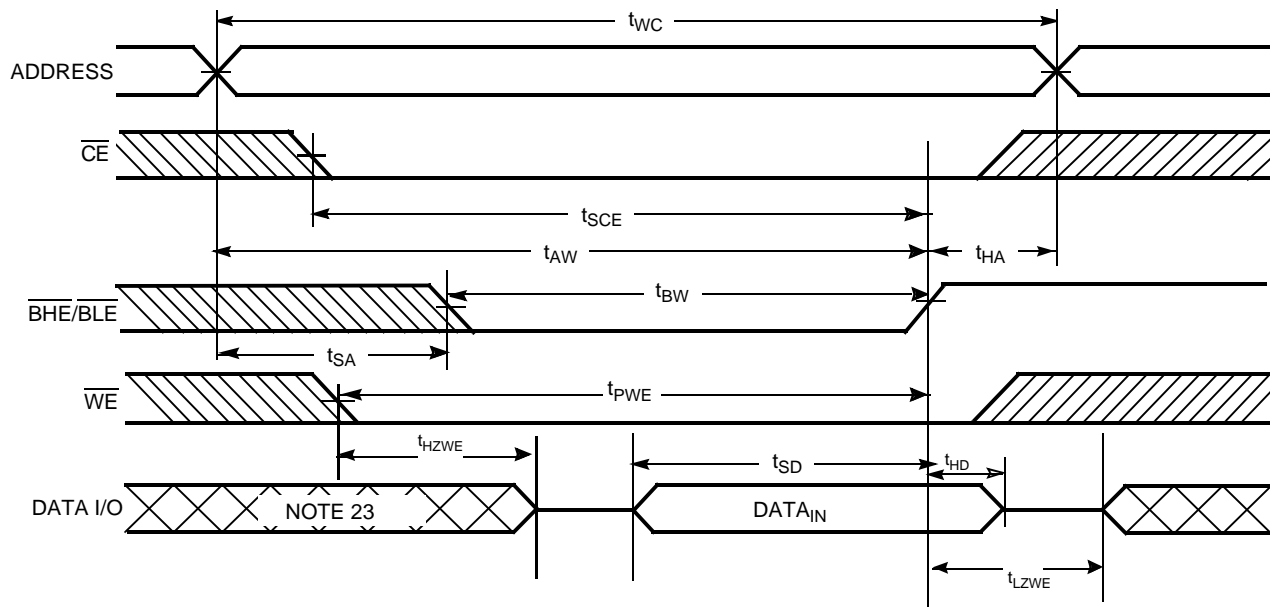 tWC
ADDRESS
CE
tSCE
tAW
tHA
BHE/BLE
tBW
tSA
WE
tPWE
tHZWE
tSD
tHD
DATA I/O
NOTE 23
DATAIN
tLZWE